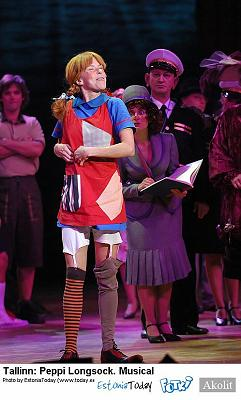 Tallinn: Peppi Longsock. Musical
Photo by EstoniaToday (www.today.ee
EstoniaToday Akolit